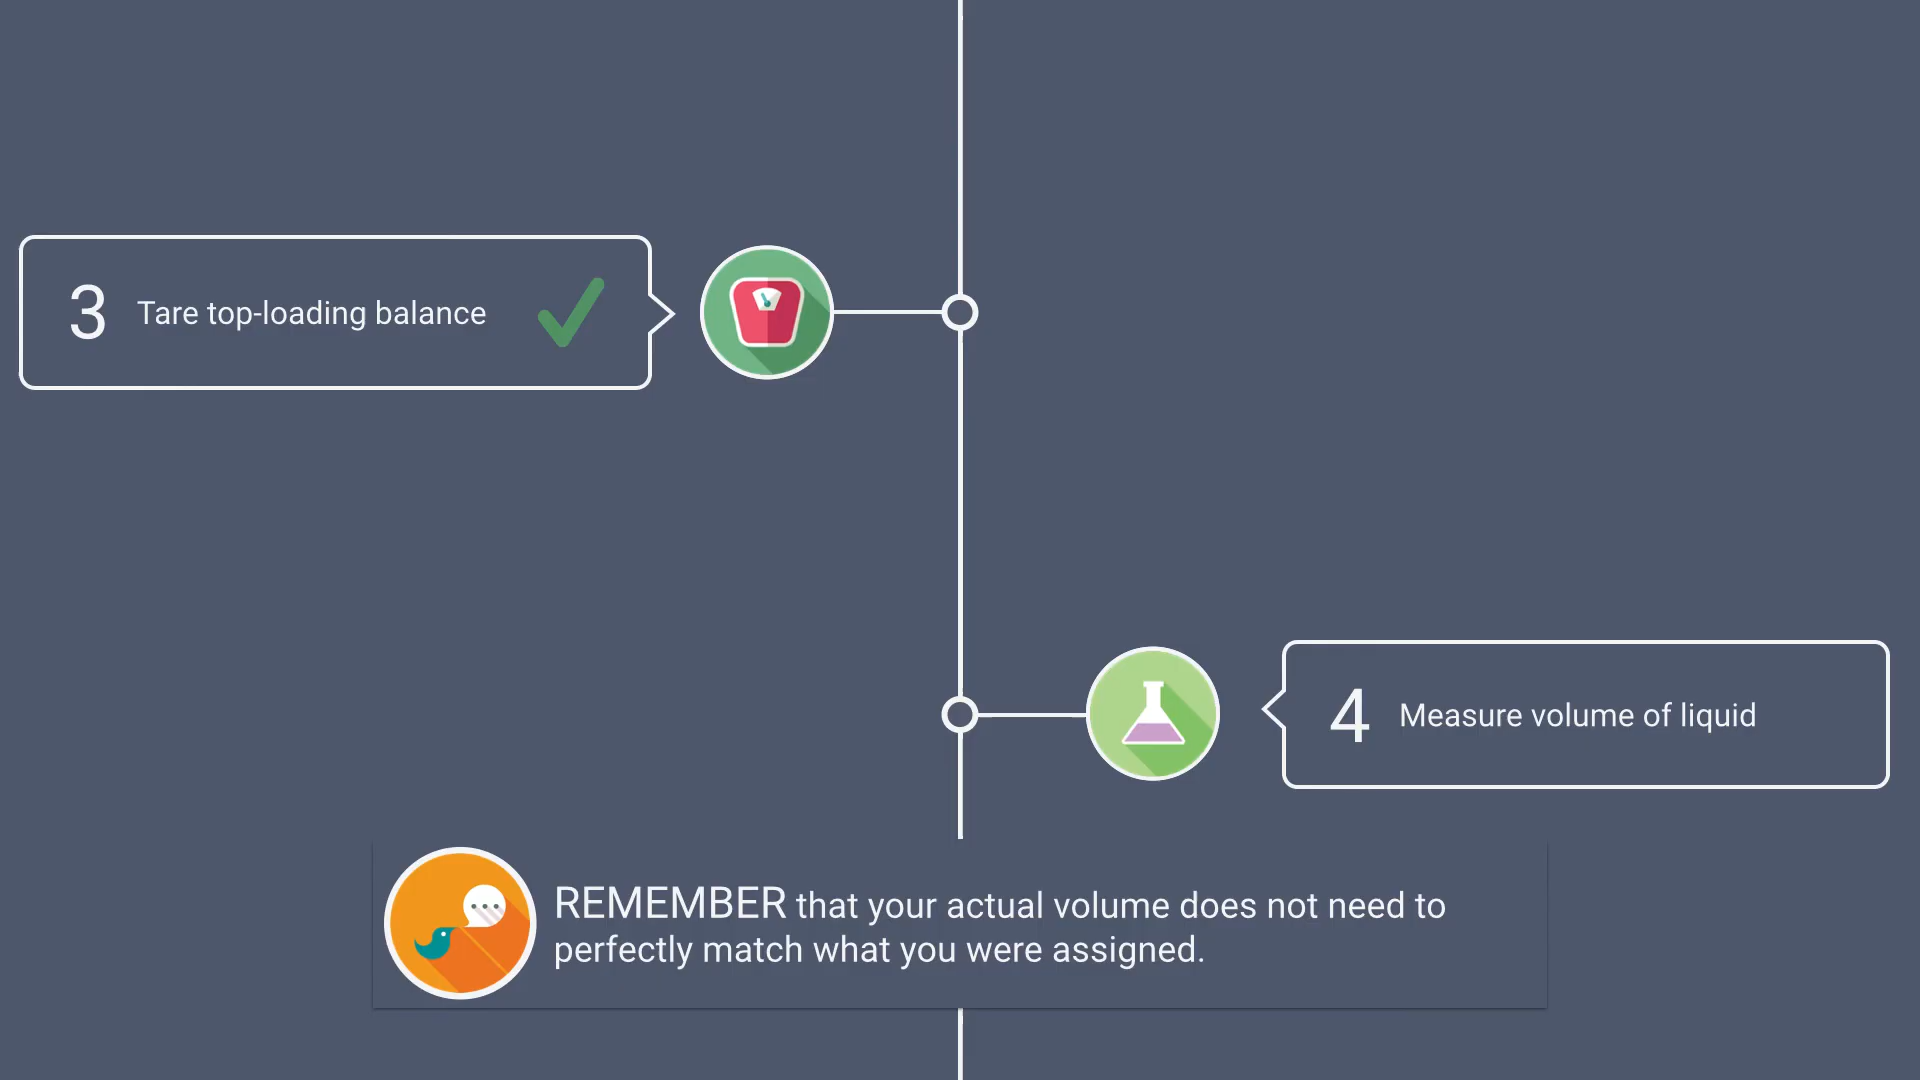 3 Tare top-loading balance
4 Measure volume of liquid
REMEMBER that your actual volume does not need to
perfectly match what you were assigned.